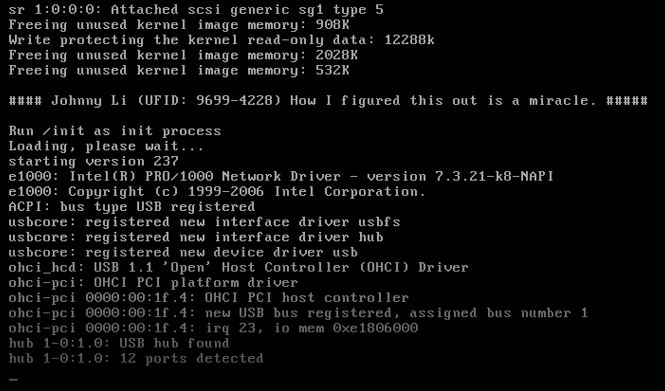 sr 1:0:0:0: Attached scsi generic sg1 type 5
Freeing unused kernel image memory: 908K
Write protecting the kernel read-only data: 12288k
Freeing unused kernel image memory: 2028K
Freeing unused kernel image memory: 532K
#### Johnny Li (UFID: 9699-4228) How I figured this out is a miracle. #####
Run /init as init process
Loading, please wait...
starting version 237
e1000: Intel(R) PRO/1000 Network Driver - version 7.3.21-k8-NAPI
e1000: Copyright (c) 1999-2006 Intel Corporation.
ACPI: bus type USB registered
usbcore: registered new interface driver usbfs
usbcore: registered new interface driver hub
usbcore: registered new device driver usb
ohci_hcd: USB 1.1 'Open' Host Controller (OHCI) Driver
ohci-pci: OHCI PCI platform driver
ohci-pci 0000:00:1f.4: OHCI PCI host controller
ohci-pci 0000:00:1f.4: new USB bus registered, assigned bus number 1
ohci-pci 0000:00:1f.4: irq 23, io mem 0xe1806000
hub 1-0:1.0: USB hub found
hub 1-0:1.0: 12 ports detected